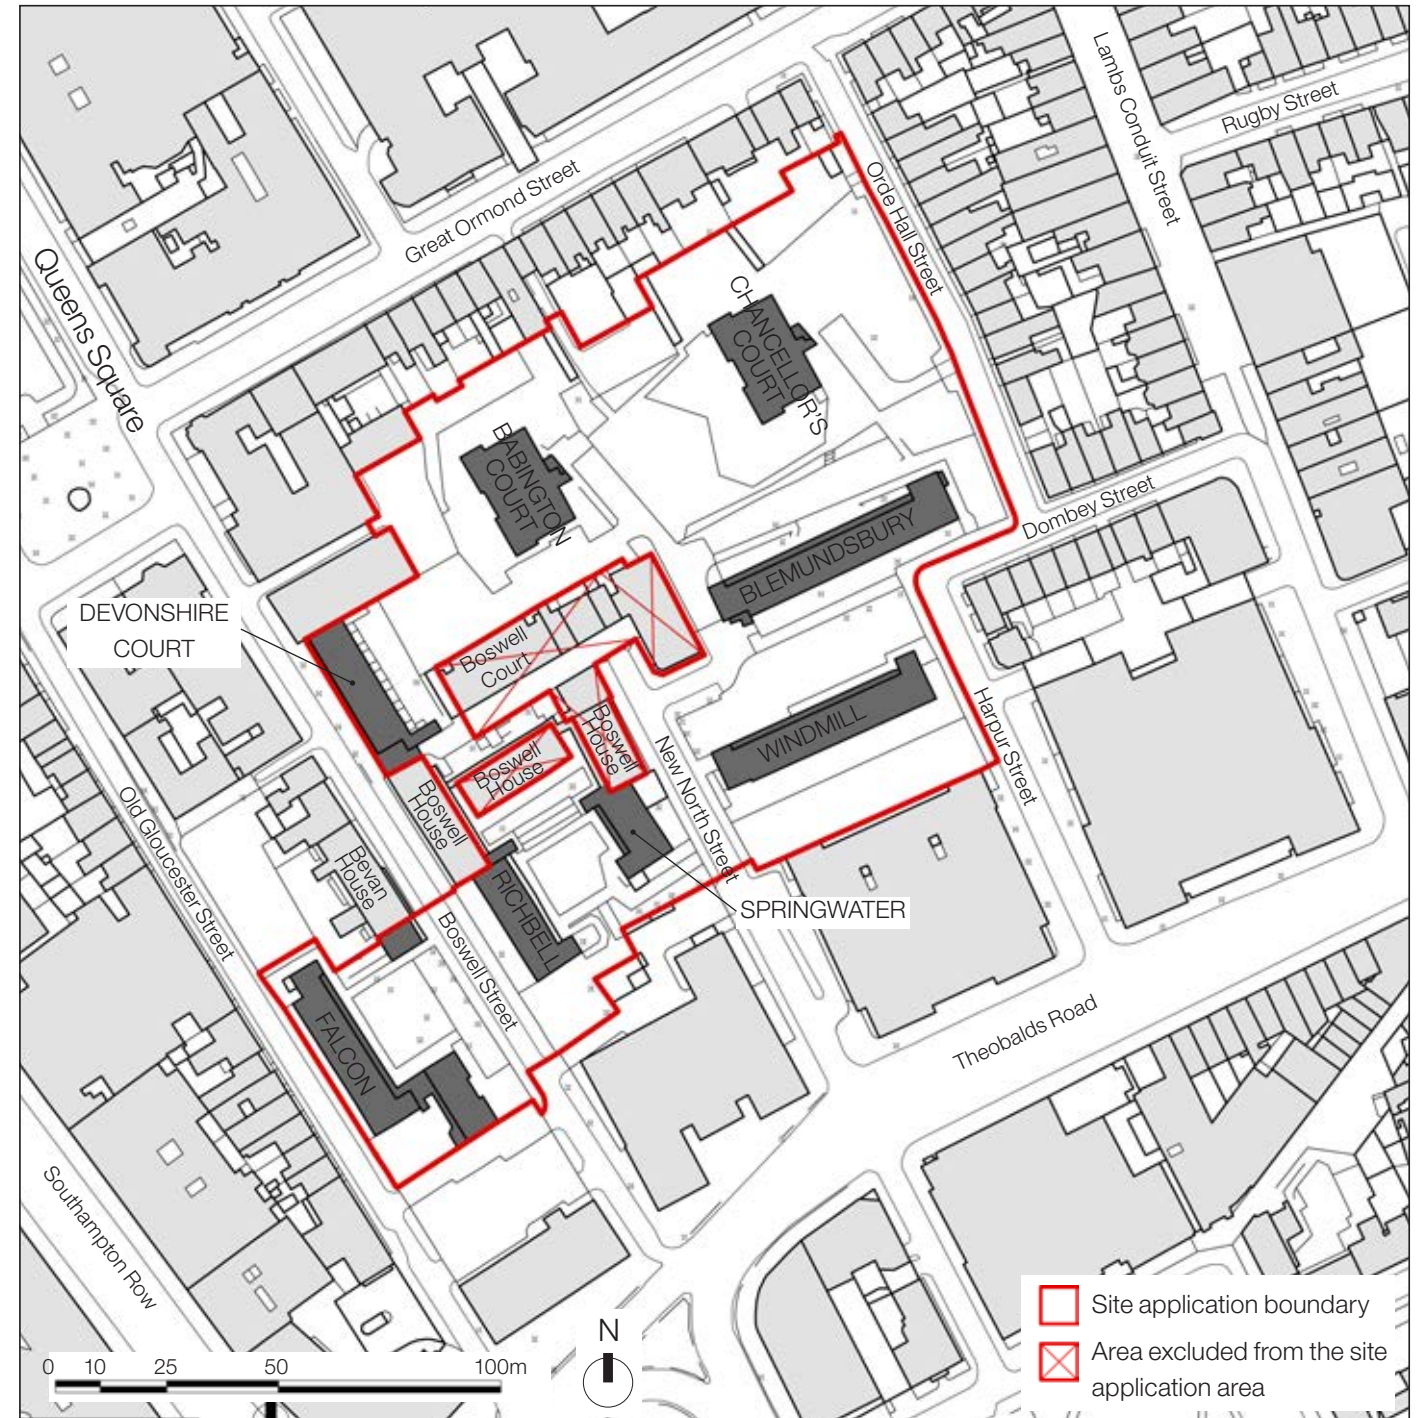 Lambs Conduit Street
Rugby Street
Great Ormond Street
Orde Hall Street
Queens Square
CHANCELLOR'S
COURT
BABINGTON
COURT
Dombey Street
BLEMUNDSBURY
DEVONSHIRE
COURT
Boswell
Court
Harpur Street
WINDMILL
Boswell
House
Boswell
House
New North Street
Boswell
House
Old Gloucester Street
Bevan
House
RICHBELL
SPRINGWATER
Boswell Street
FALCON
Theobalds Road
Southampton Row
Site application boundary
Area excluded from the site
application area
N
0 10 25 50 100m